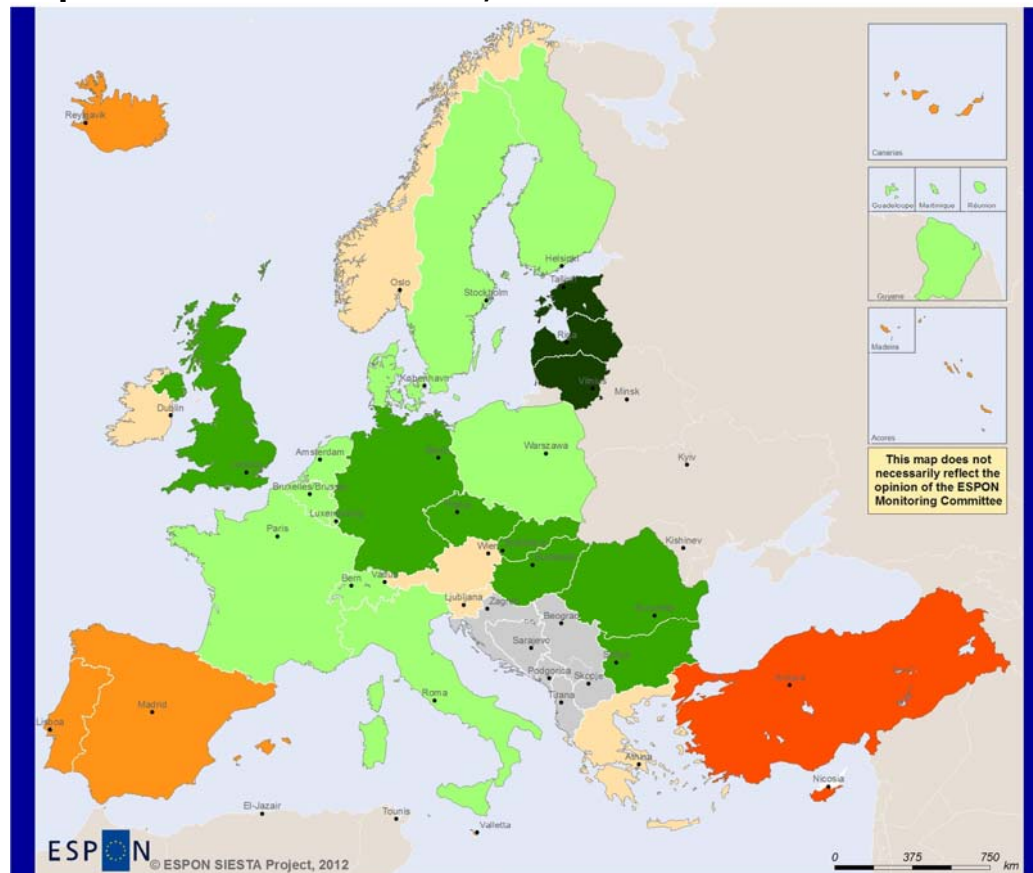 Reykjavik
Canarias
Guadeloupe
Martinique
Réunion
Guyane
Madeira
Acores
This map does not
necessarily reflect the
opinion of the ESPON
Monitoring Committee
Helsinki
Tallinn
Oslo
Stockholm
Riga
København
Vilnius
Minsk
Dublin
Amsterdam
Warszawa
Kyiv
Paris
Kishinev
Wien
Bern
Vaduz
Ljubljana
Beograd
Sarajevo
Podgorica
Skopje
Tirana
Roma
Madrid
Lisboa
Athina
Nicosia
El-Jazair
Tounis
Valletta
ESPON
© ESPON SIESTA Project, 2012
0 375 750
km